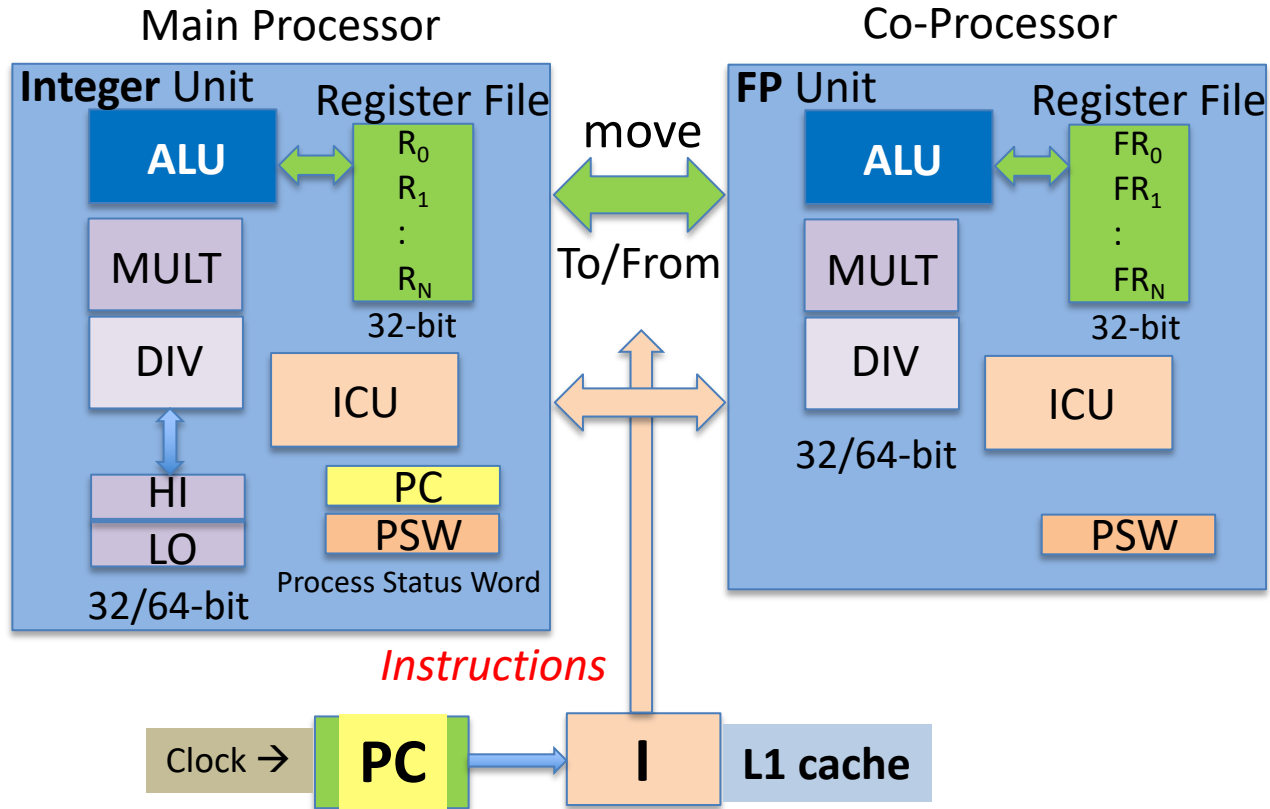 Main Processor
Co-Processor
Integer Unit
Register File
ALU
R0
R1
:
RN
32-bit
MULT
DIV
ICU
HI
LO
32/64-bit
PC
PSW
Process Status Word
move
To/From
FP Unit
Register File
ALU
FR0
FR1
:
FRN
32-bit
MULT
DIV
32/64-bit
ICU
PSW
Instructions
Clock →
PC
I
L1 cache